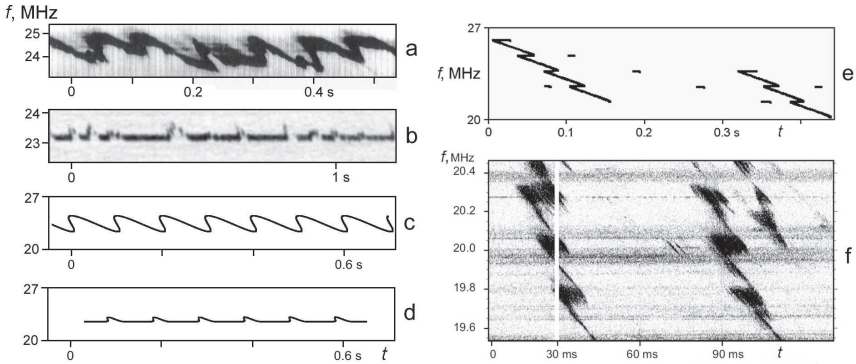 f, MHz
25
24
a
0 0.2 0.4 s
24
23
b
0 1 s
27
20
c
0 0.6 s
27
20
d
0 0.6 s t
27
f, MHz
20
e
0 0.1 0.2 0.3 s t
f, MHz
20.4
20.2
20.0
19.8
19.6
f
0 30 ms 60 ms 90 ms t